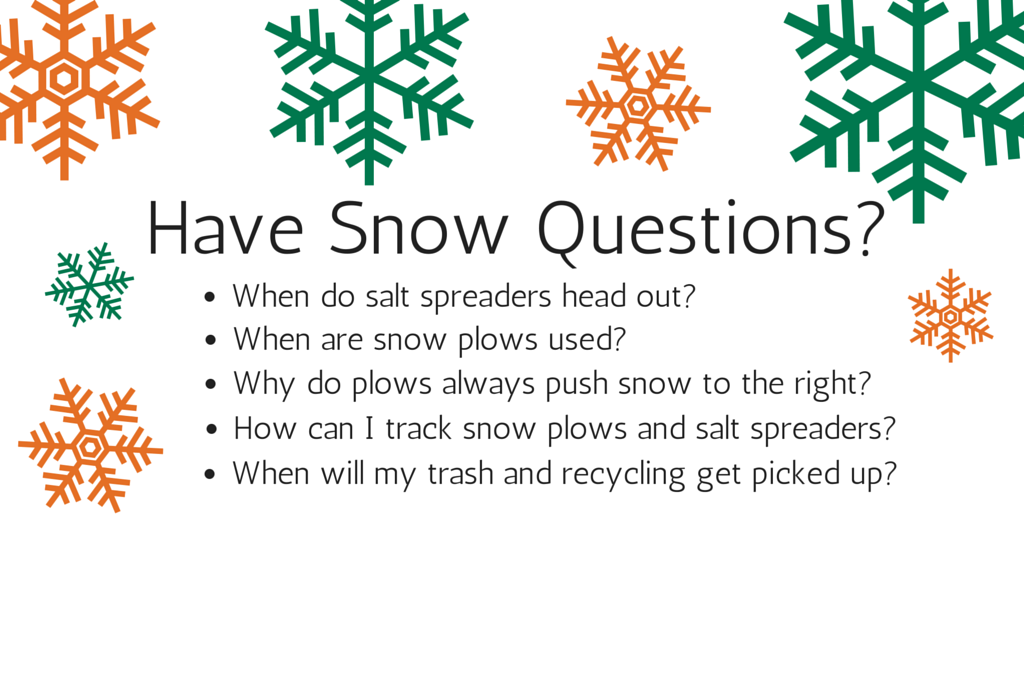 Have Snow Questions?
• When do salt spreaders head out?
• When are snow plows used?
• Why do plows always push snow to the right?
• How can I track snow plows and salt spreaders?
• When will my trash and recycling get picked up?